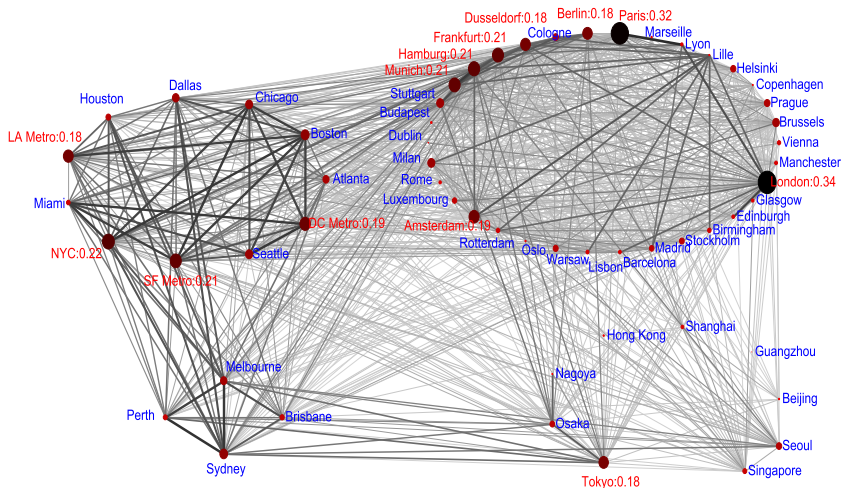 Berlin:0.18
Paris:0.32
Dusseldorf:0.18
Cologne
Marseille
Frankfurt:0.21
Lyon
Hamburg:0.21
Lille
Munich:0.21
Helsinki
Dallas
Copenhagen
Houston
Chicago
Stuttgart
Prague
Budapest
Brussels
LA Metro:0.18
Boston
Dublin
Vienna
Milan
Manchester
Atlanta
Rome
London:0.34
Miami
Luxembourg
Glasgow
DC Metro:0.19
Amsterdam:0.19
Edinburgh
Birmingham
Rotterdam
Stockholm
NYC:0.22
Seattle
Oslo
Madrid
Warsaw
Barcelona
Lisbon
SF Metro:0.21
Shanghai
Hong Kong
Guangzhou
Melbourne
Nagoya
Beijing
Perth
Brisbane
Osaka
Seoul
Sydney
Singapore
Tokyo:0.18